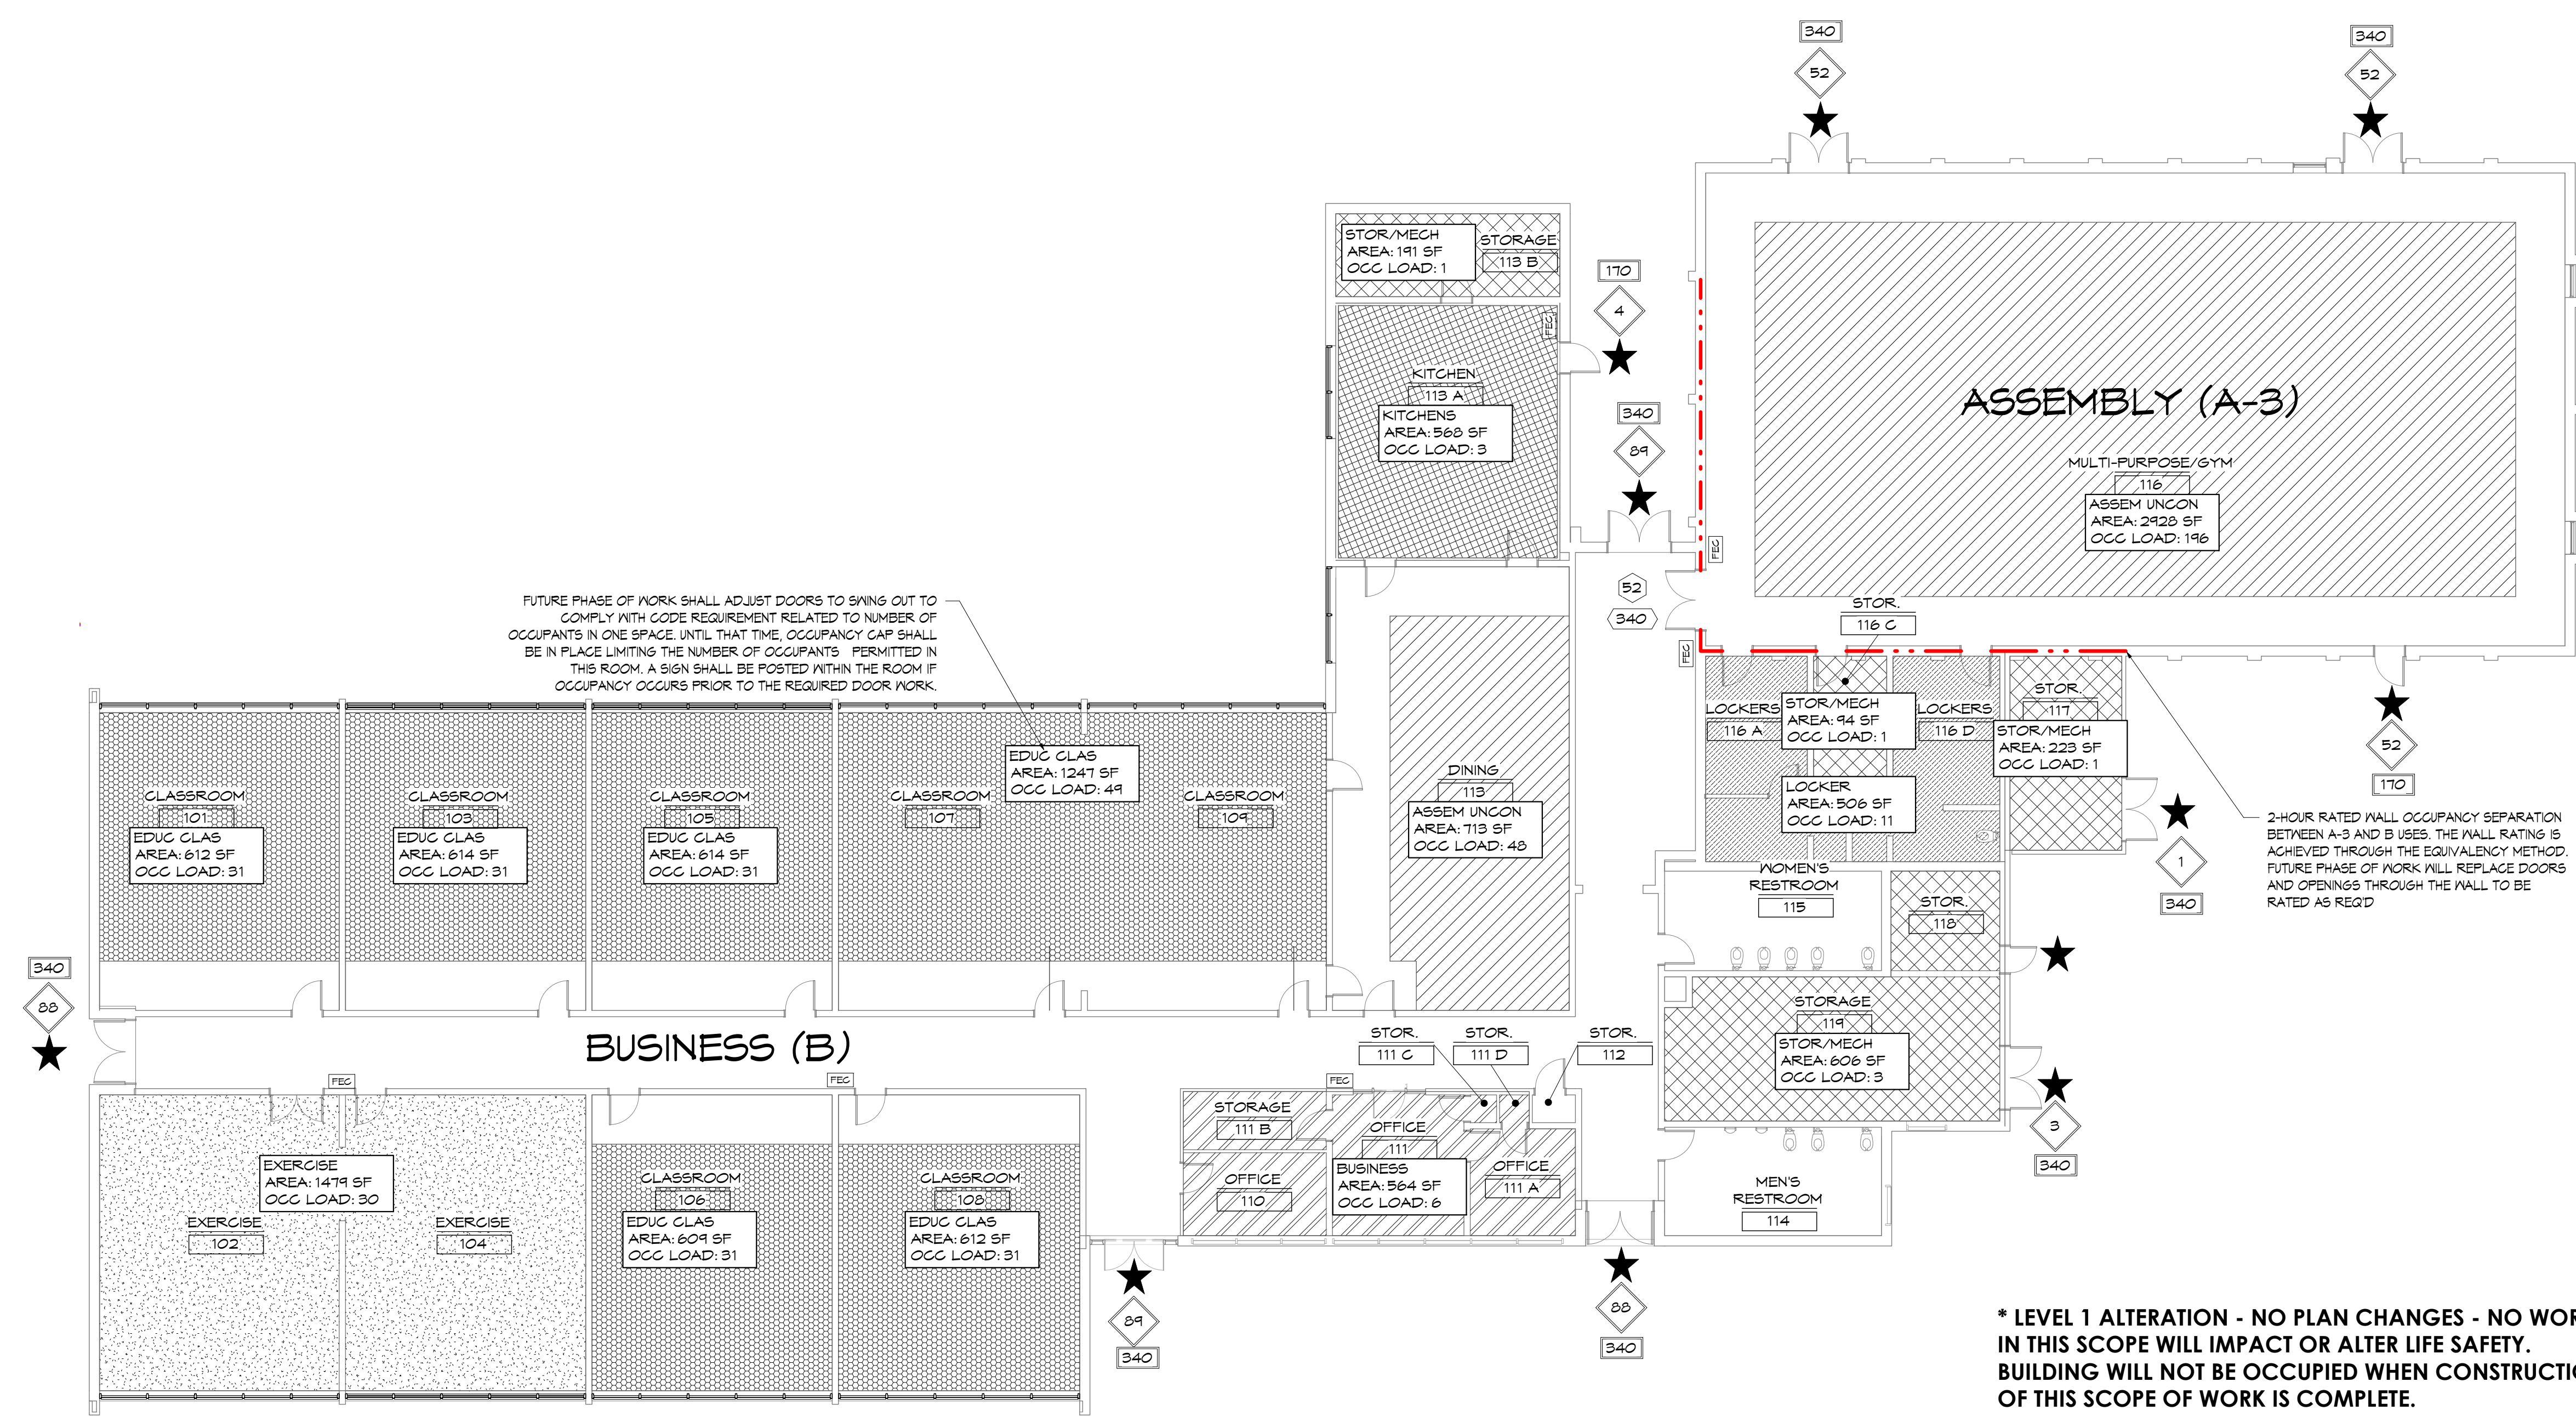 340
52
340
52
STOR/MECH
AREA: 191 SF
OCC LOAD: 1
STORAGE
113 B
170
4
FEC
KITCHEN
113 A
KITCHENS
AREA: 568 SF
OCC LOAD: 3
340
89
ASSEMBLY (A-3)
MULTI-PURPOSE/GYM
116
ASSEM UNCON
AREA: 2928 SF
OCC LOAD: 196
FEC
52
340
FEC
STOR.
116 C
FUTURE PHASE OF WORK SHALL ADJUST DOORS TO SWING OUT TO
COMPLY WITH CODE REQUIREMENT RELATED TO NUMBER OF
OCCUPANTS IN ONE SPACE. UNTIL THAT TIME, OCCUPANCY CAP SHALL
BE IN PLACE LIMITING THE NUMBER OF OCCUPANTS PERMITTED IN
THIS ROOM. A SIGN SHALL BE POSTED WITHIN THE ROOM IF
OCCUPANCY OCCURS PRIOR TO THE REQUIRED DOOR WORK.
LOCKERS
116 A
STOR/MECH
AREA: 94 SF
OCC LOAD: 1
LOCKERS
116 D
STOR.
117
STOR/MECH
AREA: 223 SF
OCC LOAD: 1
52
170
LOCKER
AREA: 506 SF
OCC LOAD: 11
1
340
2-HOUR RATED WALL OCCUPANCY SEPARATION
BETWEEN A-3 AND B USES. THE WALL RATING IS
ACHIEVED THROUGH THE EQUIVALENCY METHOD.
FUTURE PHASE OF WORK WILL REPLACE DOORS
AND OPENINGS THROUGH THE WALL TO BE
RATED AS REQ'D
CLASSROOM
101
EDUC CLAS
AREA: 612 SF
OCC LOAD: 31
CLASSROOM
103
EDUC CLAS
AREA: 614 SF
OCC LOAD: 31
CLASSROOM
105
EDUC CLAS
AREA: 614 SF
OCC LOAD: 31
CLASSROOM
107
EDUC CLAS
AREA: 1247 SF
OCC LOAD: 49
CLASSROOM
109
DINING
113
ASSEM UNCON
AREA: 713 SF
OCC LOAD: 48
WOMEN'S
RESTROOM
115
STOR.
118
340
88
BUSINESS (B)
STOR.
111 C
STOR.
111 D
STOR.
112
STORAGE
119
STOR/MECH
AREA: 606 SF
OCC LOAD: 3
3
340
FEC
FEC
FEC
EXERCISE
AREA: 1479 SF
OCC LOAD: 30
EXERCISE
102
EXERCISE
104
CLASSROOM
106
EDUC CLAS
AREA: 609 SF
OCC LOAD: 31
CLASSROOM
108
EDUC CLAS
AREA: 612 SF
OCC LOAD: 31
STORAGE
111 B
OFFICE
110
OFFICE
111
BUSINESS
AREA: 564 SF
OCC LOAD: 6
OFFICE
111 A
MEN'S
RESTROOM
114
89
340
88
340
* LEVEL 1 ALTERATION - NO PLAN CHANGES - NO WOR
IN THIS SCOPE WILL IMPACT OR ALTER LIFE SAFETY.
BUILDING WILL NOT BE OCCUPIED WHEN CONSTRUCTI
OF THIS SCOPE OF WORK IS COMPLETE.